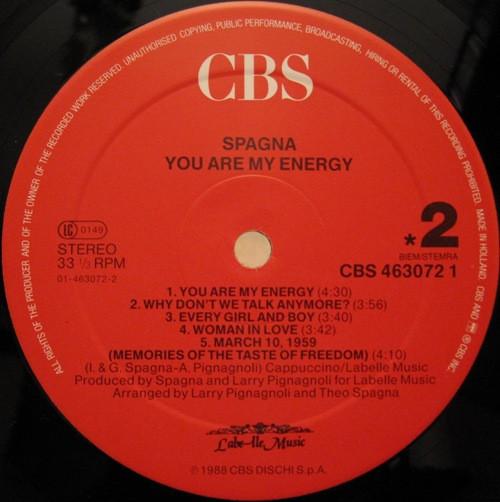 ALL RIGHTS OF THE PRODUCER AND OF THE OWNER OF THE RECORDED WORK RESERVED. UNAUTHORISED COPYING, PUBLIC PERFORMANCE, BROADCASTING, HIRING OR RENTAL OF THIS RECORDING PROHIBITED. MADE IN HOLLAND. CBS AND ® CBS INC.
CBS
SPAGNA
YOU ARE MY ENERGY
LC 0149
STEREO
33 1/3 RPM
01-463072-2
*2
BIEM/STEMRA
CBS 463072 1
1. YOU ARE MY ENERGY (4:30)
2. WHY DON'T WE TALK ANYMORE? (3:56)
3. EVERY GIRL AND BOY (3:40)
4. WOMAN IN LOVE (3:42)
5. MARCH 10, 1959
(MEMORIES OF THE TASTE OF FREEDOM) (4:10)
(I. & G. Spagna-A. Pignagnoli) Cappuccino/Labelle Music
Produced by Spagna and Larry Pignagnoli for Labelle Music
Arranged by Larry Pignagnoli and Theo Spagna
Labelle Music
℗ 1988 CBS DISCHI S.p.A.